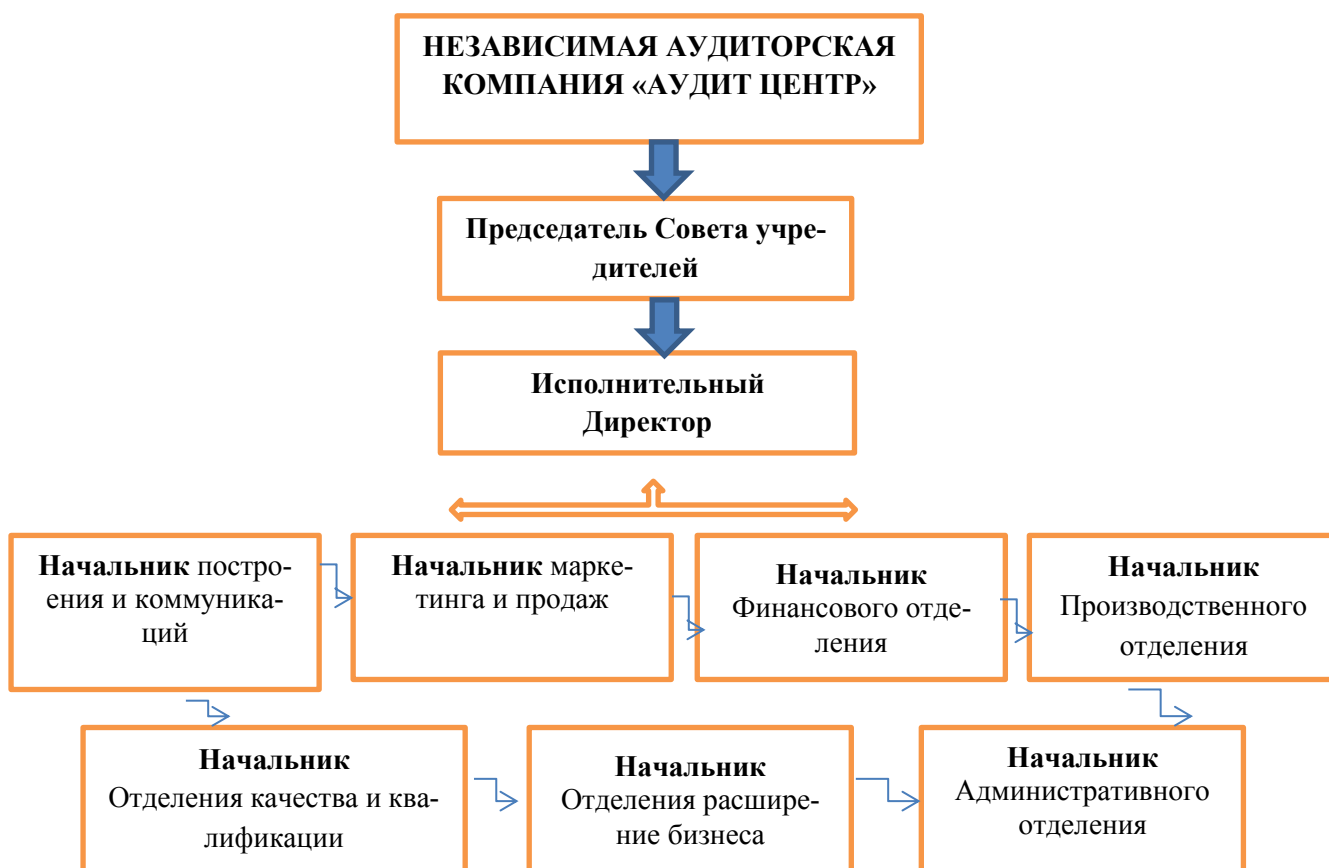 НЕЗАВИСИМАЯ АУДИТОРСКАЯ
КОМПАНИЯ «АУДИТ ЦЕНТР»
Председатель Совета учре-
дителей
Исполнительный
Директор
Начальник построе-
ения и коммуника-
ций
Начальник марке-
тинга и продаж
Начальник
Финансового отде-
ления
Начальник
Производственного
отделения
Начальник
Отделения качества и ква-
лификации
Начальник
Отделения расшире-
ние бизнеса
Начальник
Административного
отделения